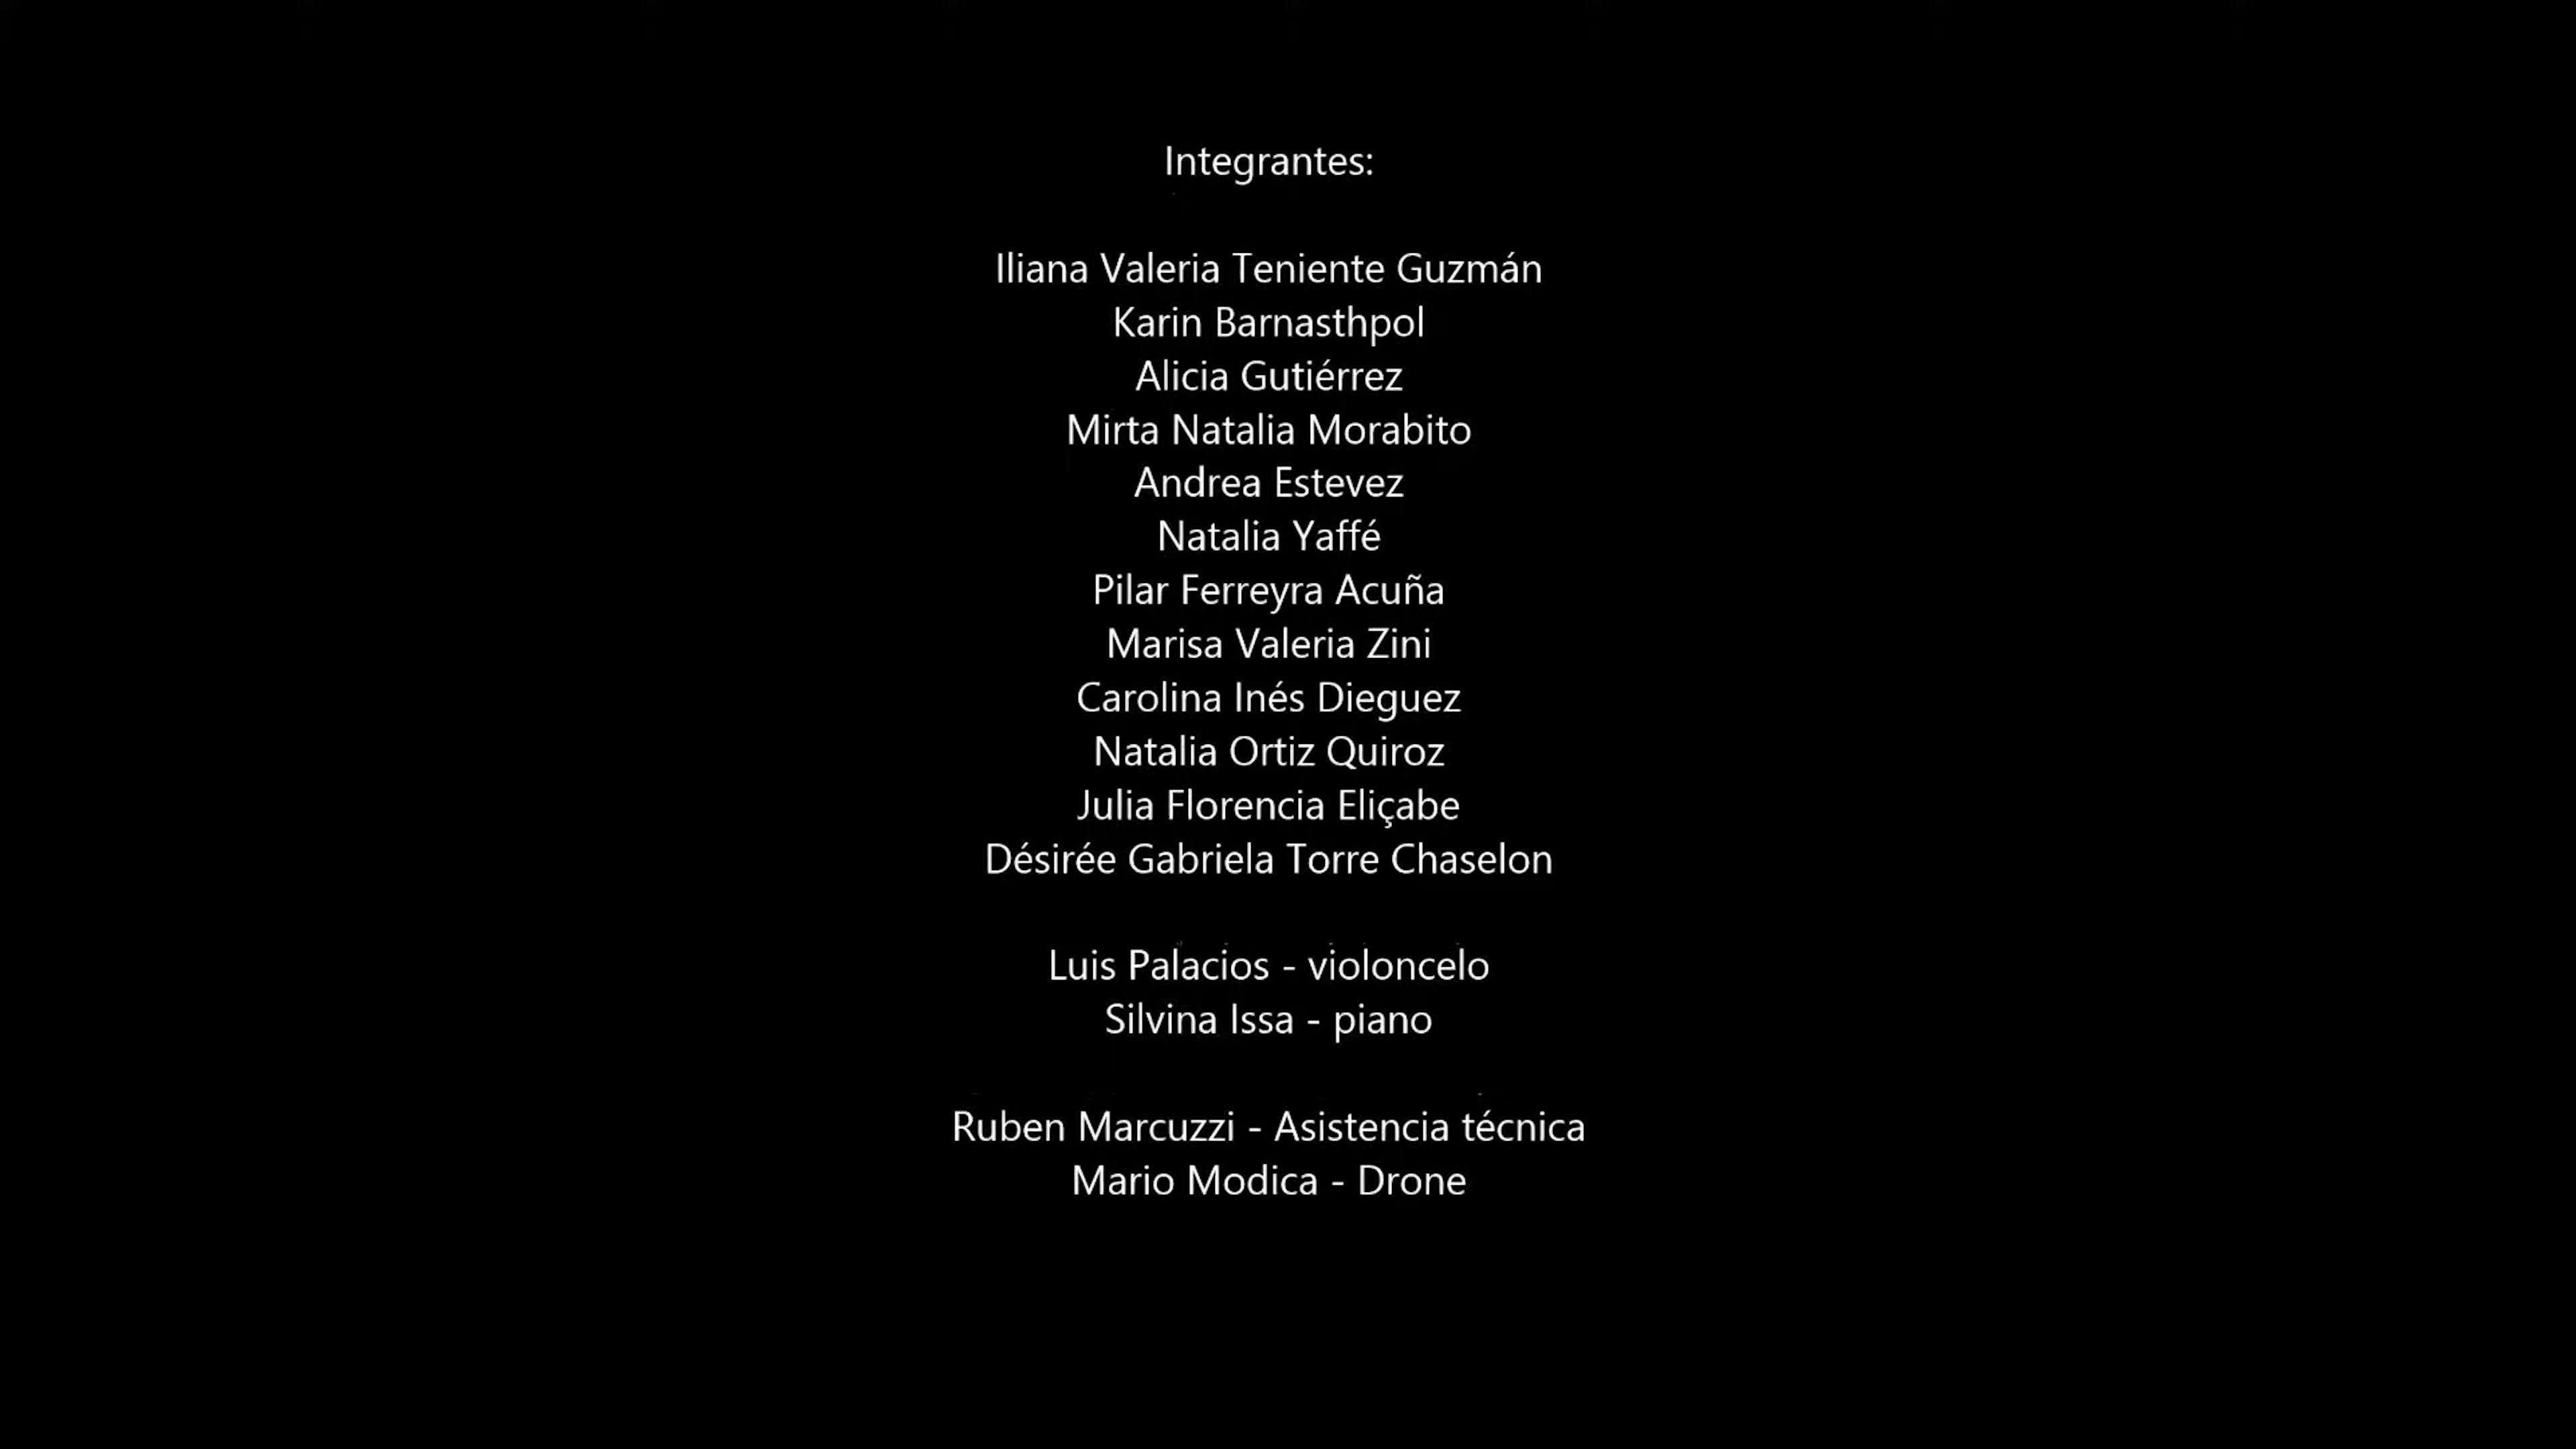 Integrantes:
Iliana Valeria Teniente Guzmán
Karin Barnasthpol
Alicia Gutiérrez
Mirta Natalia Morabito
Andrea Estevez
Natalia Yaffé
Pilar Ferreyra Acuña
Marisa Valeria Zini
Carolina Inés Dieguez
Natalia Ortiz Quiroz
Julia Florencia Eliçabe
Désirée Gabriela Torre Chaselon
Luis Palacios - violoncelo
Silvina Issa - piano
Ruben Marcuzzi - Asistencia técnica
Mario Modica - Drone